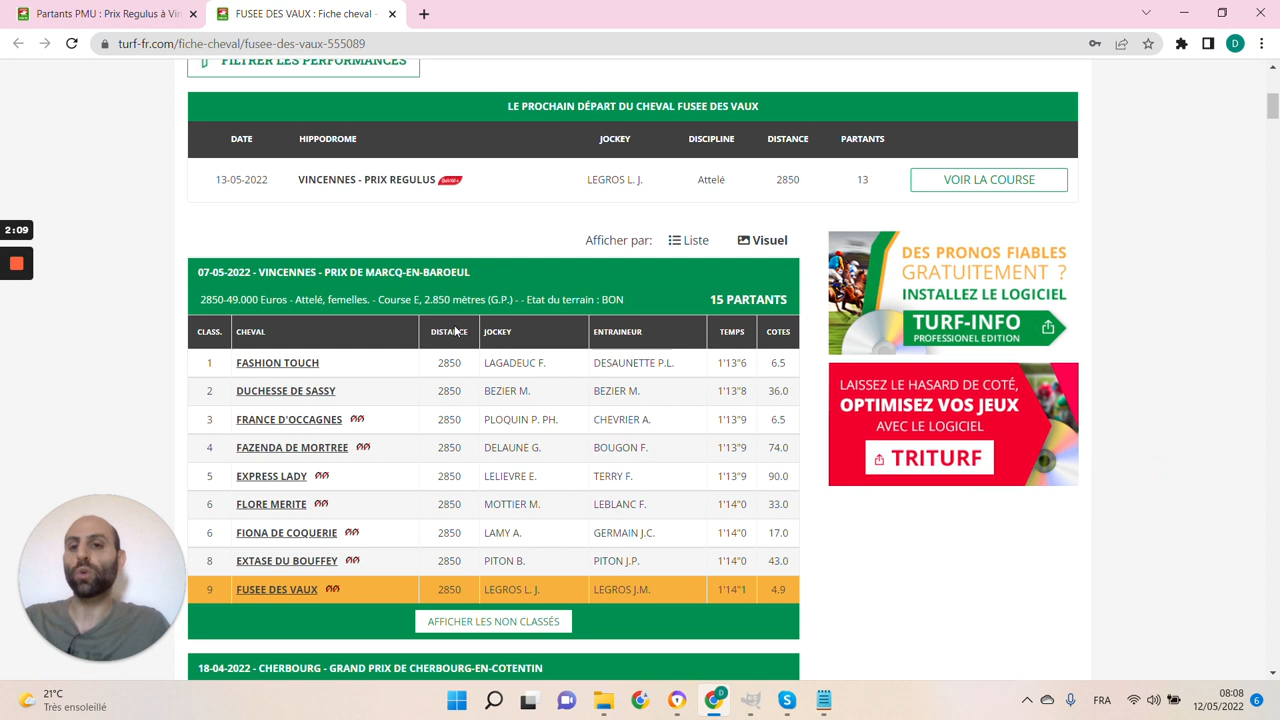 Partants PMU : Prix Regulus à Vin
FUSEE DES VAUX : Fiche cheval -
turf-fr.com/fiche-cheval/fusee-des-vaux-555089
FILTRER LES PERFORMANCES
LE PROCHAIN DÉPART DU CHEVAL FUSEE DES VAUX
DATE HIPPODROME JOCKEY DISCIPLINE DISTANCE PARTANTS
13-05-2022 VINCENNES - PRIX REGULUS LEGROS L. J. Attelé 2850 13 VOIR LA COURSE
2:09
Afficher par: Liste Visuel
07-05-2022 - VINCENNES - PRIX DE MARCQ-EN-BAROEUL
2850-49.000 Euros - Attelé, femelles. - Course E, 2.850 mètres (G.P.) - - Etat du terrain : BON 15 PARTANTS
CLASS. CHEVAL DISTANCE JOCKEY ENTRAINEUR TEMPS COTES
1 FASHION TOUCH 2850 LAGADEUC F. DESAUNETTE P.L. 1'13"6 6.5
2 DUCHESSE DE SASSY 2850 BEZIER M. BEZIER M. 1'13"8 36.0
3 FRANCE D'OCCAGNES 2850 PLOQUIN P. PH. CHEVRIER A. 1'13"9 6.5
4 FAZENDA DE MORTREE 2850 DELAUNE G. BOUGON F. 1'13"9 74.0
5 EXPRESS LADY 2850 LELIEVRE E. TERRY F. 1'13"9 90.0
6 FLORE MERITE 2850 MOTTIER M. LEBLANC F. 1'14"0 33.0
6 FIONA DE COQUERIE 2850 LAMY A. GERMAIN J.C. 1'14"0 17.0
8 EXTASE DU BOUFFEY 2850 PITON B. PITON J.P. 1'14"0 43.0
9 FUSEE DES VAUX 2850 LEGROS L. J. LEGROS J.M. 1'14"1 4.9
AFFICHER LES NON CLASSÉS
18-04-2022 - CHERBOURG - GRAND PRIX DE CHERBOURG-EN-COTENTIN
DES PRONOS FIABLES
GRATUITEMENT ?
INSTALLEZ LE LOGICIEL
TURF-INFO
PROFESSIONEL EDITION
LAISSEZ LE HASARD DE COTÉ,
OPTIMISEZ VOS JEUX
AVEC LE LOGICIEL
TRITURF
21°C
Très ensoleillé
D
FRA
08:08
12/05/2022
6